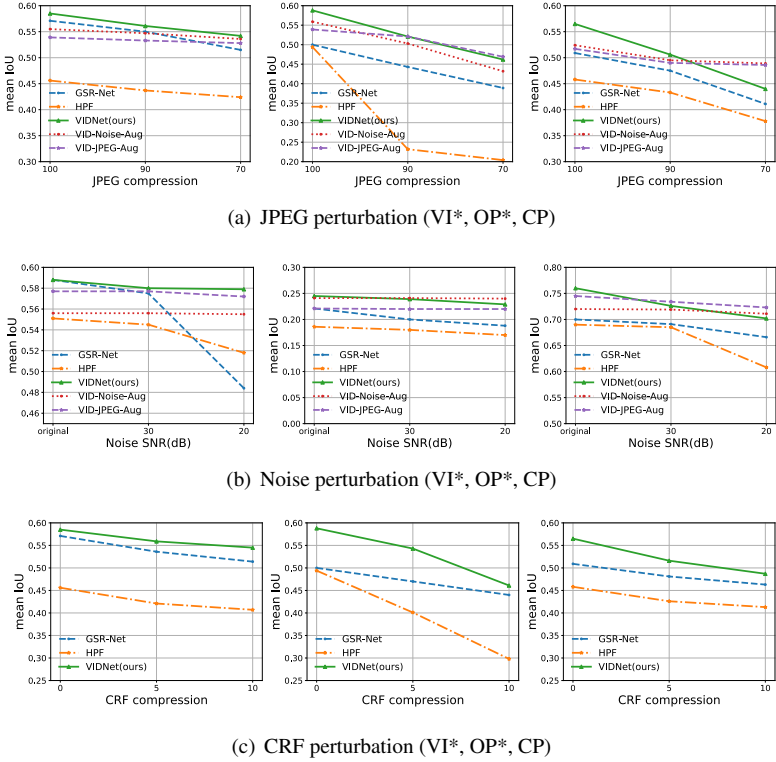 0.60
0.55
0.50
0.45
0.40
0.35
0.30
mean IoU
GSR-Net
HPF
VIDNet(ours)
VID-Noise-Aug
VID-JPEG-Aug
100 90 70
JPEG compression
0.60
0.55
0.50
0.45
0.40
0.35
0.30
0.25
0.20
mean IoU
GSR-Net
HPF
VIDNet(ours)
VID-Noise-Aug
VID-JPEG-Aug
100 90 70
JPEG compression
0.60
0.55
0.50
0.45
0.40
0.35
0.30
mean IoU
GSR-Net
HPF
VIDNet(ours)
VID-Noise-Aug
VID-JPEG-Aug
100 90 70
JPEG compression
(a) JPEG perturbation (VI*, OP*, CP)
0.60
0.58
0.56
0.54
0.52
0.50
0.48
0.46
mean IoU
GSR-Net
HPF
VIDNet(ours)
VID-Noise-Aug
VID-JPEG-Aug
original 30 20
Noise SNR(dB)
0.30
0.25
0.20
0.15
0.10
0.05
0.00
mean IoU
GSR-Net
HPF
VIDNet(ours)
VID-Noise-Aug
VID-JPEG-Aug
original 30 20
Noise SNR(dB)
0.80
0.75
0.70
0.65
0.60
0.55
0.50
mean IoU
GSR-Net
HPF
VIDNet(ours)
VID-Noise-Aug
VID-JPEG-Aug
original 30 20
Noise SNR(dB)
(b) Noise perturbation (VI*, OP*, CP)
0.60
0.55
0.50
0.45
0.40
0.35
0.30
0.25
mean IoU
GSR-Net
HPF
VIDNet(ours)
0 5 10
CRF compression
0.60
0.55
0.50
0.45
0.40
0.35
0.30
0.25
mean IoU
GSR-Net
HPF
VIDNet(ours)
0 5 10
CRF compression
0.60
0.55
0.50
0.45
0.40
0.35
0.30
0.25
mean IoU
GSR-Net
HPF
VIDNet(ours)
0 5 10
CRF compression
(c) CRF perturbation (VI*, OP*, CP)